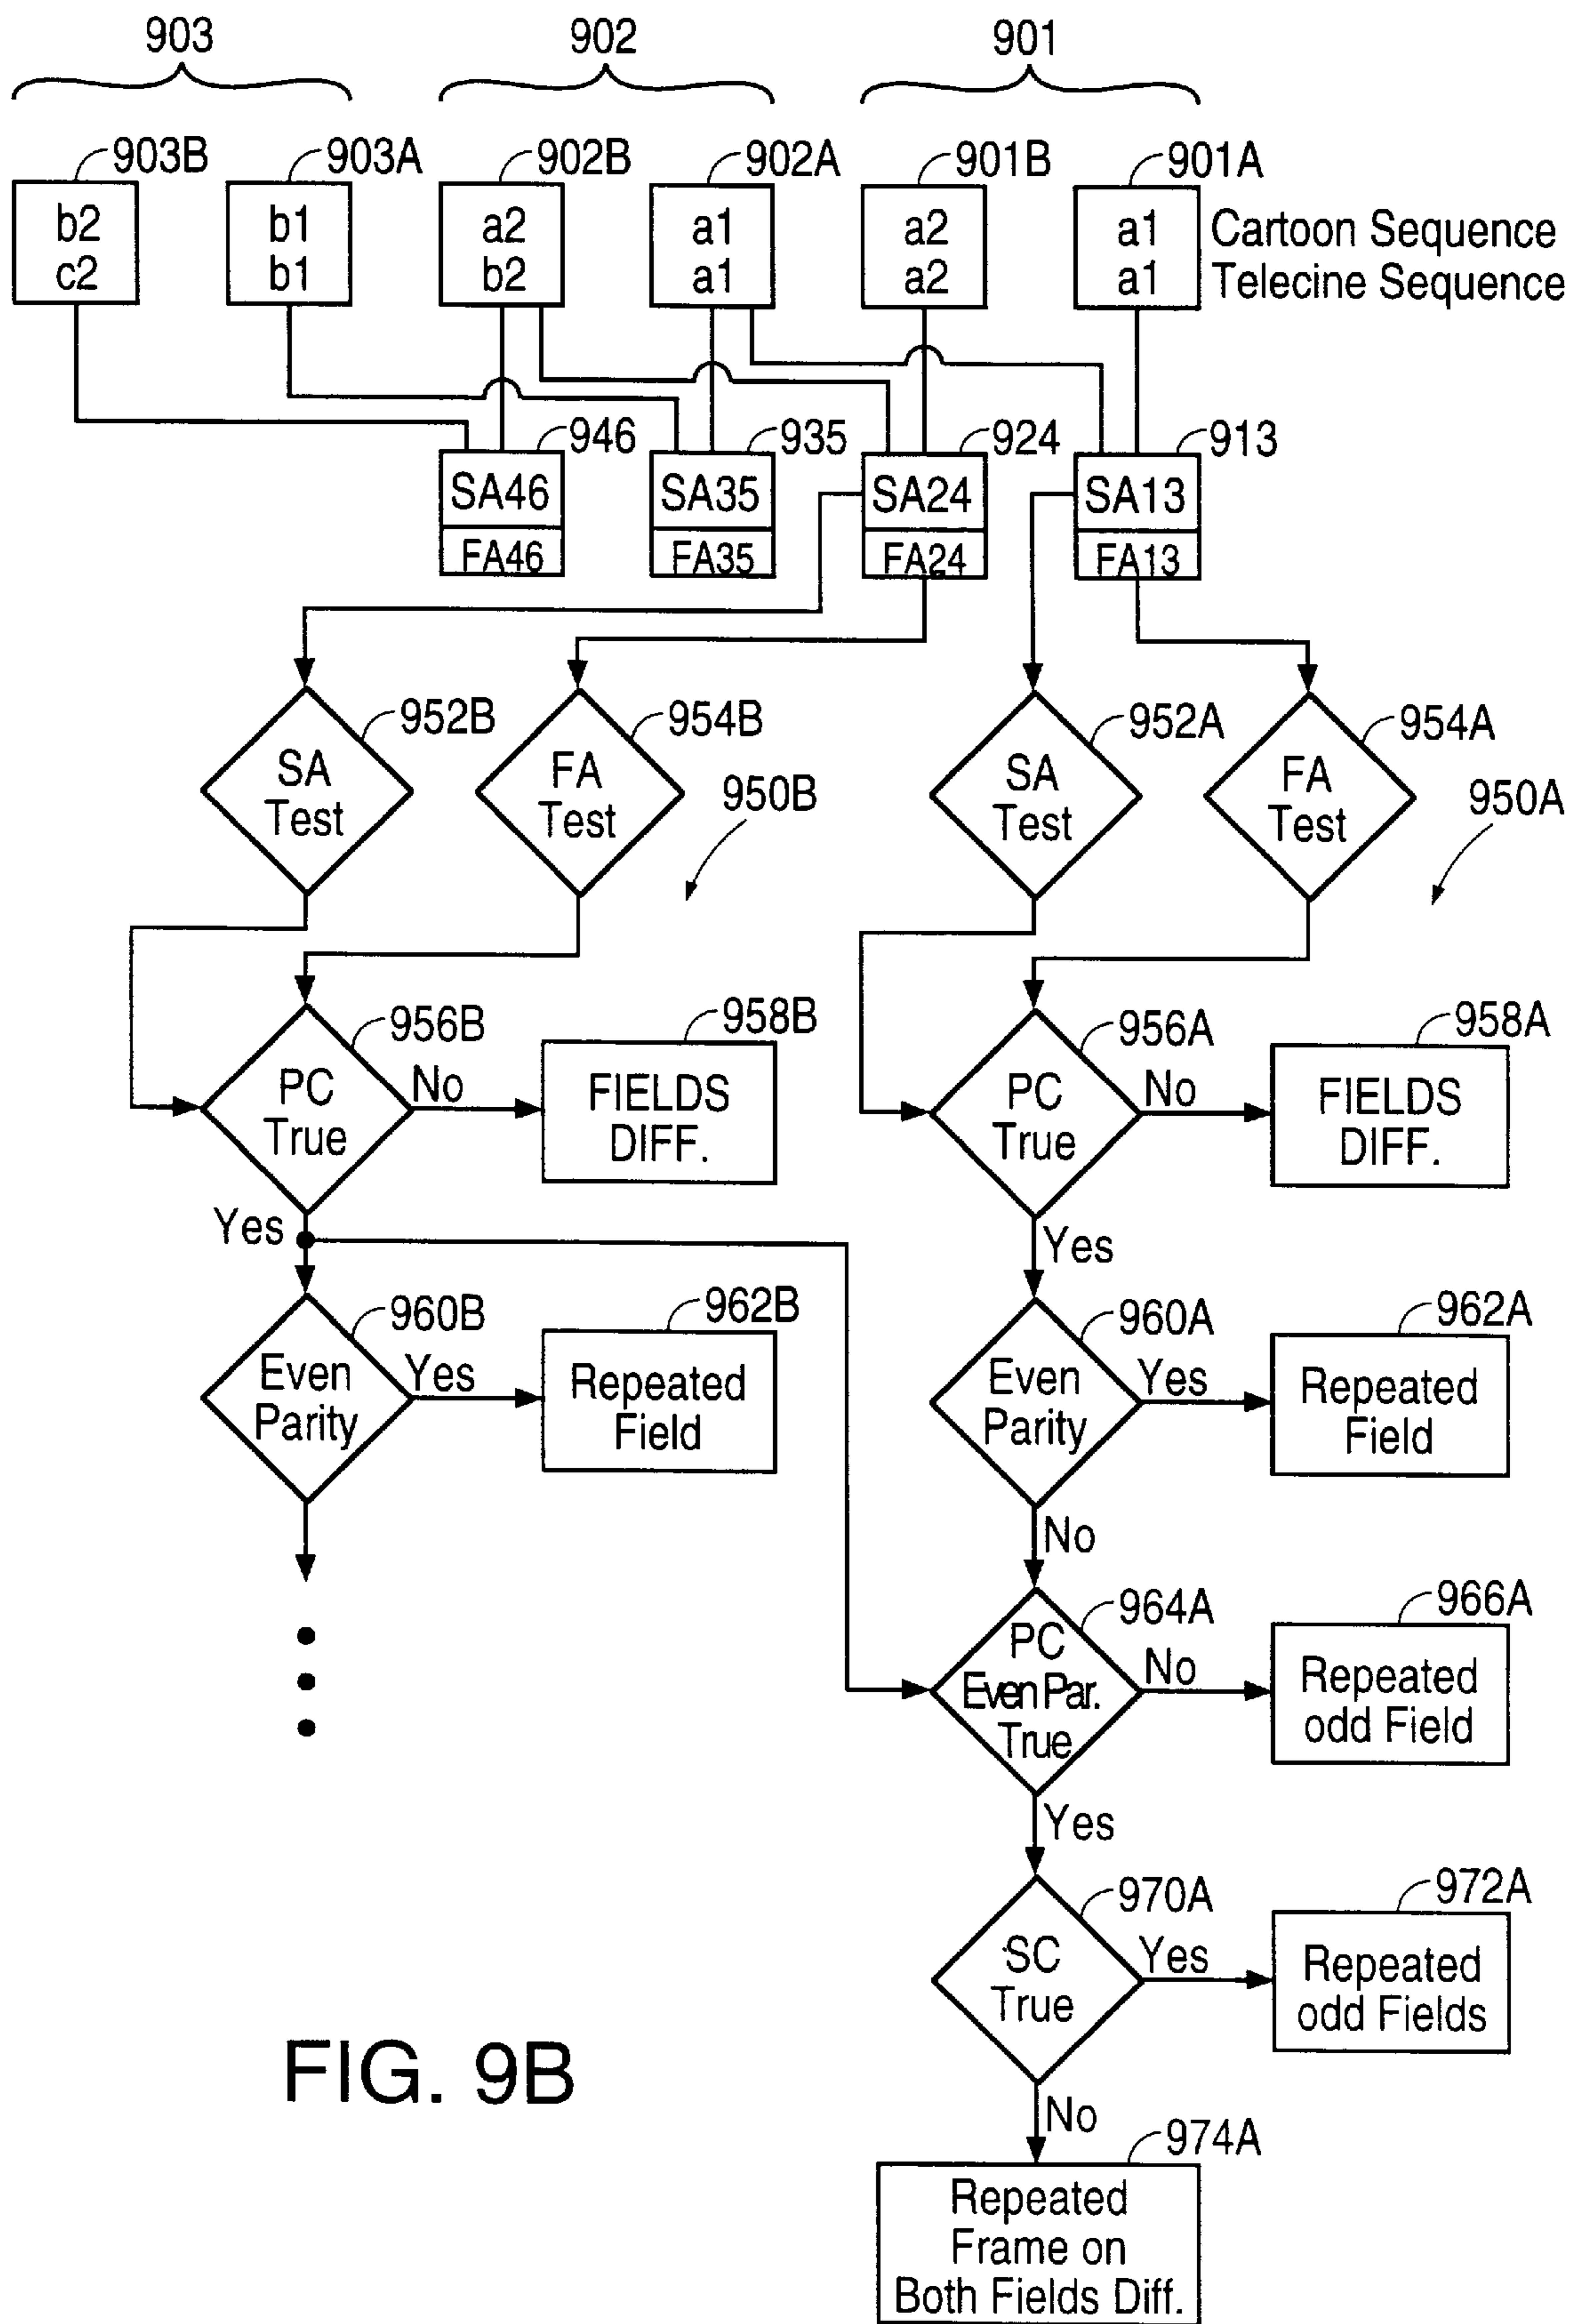 903
902
901
903B
903A
902B
902A
901B
901A
b2
c2
b1
b1
a2
b2
a1
a1
a2
a2
a1
a1
Cartoon Sequence
Telecine Sequence
946
935
924
913
SA46
FA46
SA35
FA35
SA24
FA24
SA13
FA13
952B
954B
952A
954A
SA
Test
FA
Test
950B
SA
Test
FA
Test
950A
956B
958B
956A
958A
PC
True
No
FIELDS
DIFF.
PC
True
No
FIELDS
DIFF.
Yes
Yes
960B
962B
960A
962A
Even
Parity
Yes
Repeated
Field
Even
Parity
Yes
Repeated
Field
No
964A
966A
PC
Even Par.
True
No
Repeated
odd Field
Yes
970A
972A
SC
True
Yes
Repeated
odd Fields
FIG. 9B
No
974A
Repeated
Frame on
Both Fields Diff.